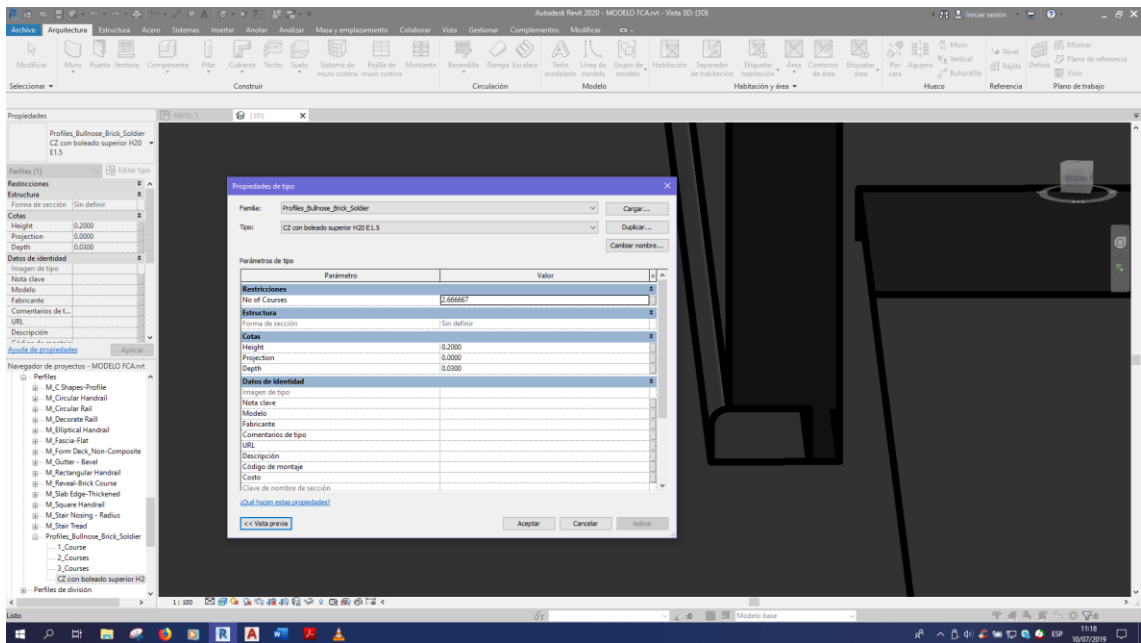 Autodesk Revit 2020 - MODELO FCA.rvt - Vista 3D: {3D}
Iniciar sesión
Archivo Arquitectura Estructura Acero Sistemas Insertar Anotar Analizar Masa y emplazamiento Colaborar Vista Gestionar Complementos Modificar
Modificar Muro Puerta Ventana Componente Pilar Cubierta Techo Suelo Sistema de muro cortina Rejilla de muro cortina Montante Barandilla Rampa Escalera Texto modelado Línea de modelo Grupo de modelo Habitación Separador de habitación Etiquetar habitación Área Contorno de área Etiquetar área Por cara Agujero Muro Vertical Buhardilla Nivel Rejilla Definir Mostrar Plano de referencia Visor
Seleccionar Construir Circulación Modelo Habitación y área Hueco Referencia Plano de trabajo
Propiedades
NIVEL 1
{3D}
Profiles_Bullnose_Brick_Soldier
CZ con boleado superior H20
E1.5
Perfiles (1)
Editar tipo
Restricciones
Estructura
Forma de sección Sin definir
Cotas
Height 0.2000
Projection 0.0000
Depth 0.0300
Datos de identidad
Imagen de tipo
Nota clave
Modelo
Fabricante
Comentarios de t...
URL
Descripción
Ayuda de propiedades Aplicar
Navegador de proyectos - MODELO FCA.rvt
Perfiles
M_C Shapes-Profile
M_Circular Handrail
M_Circular Rail
M_Decorate Raill
M_Elliptical Handrail
M_Fascia-Flat
M_Form Deck_Non-Composite
M_Gutter - Bevel
M_Rectangular Handrail
M_Reveal-Brick Course
M_Slab Edge-Thickened
M_Square Handrail
M_Stair Nosing - Radius
M_Stair Tread
Profiles_Bullnose_Brick_Soldier
1_Course
2_Courses
3_Courses
CZ con boleado superior H2
Perfiles de división
Propiedades de tipo
Familia: Profiles_Bullnose_Brick_Soldier Cargar...
Tipo: CZ con boleado superior H20 E1.5 Duplicar...
Cambiar nombre...
Parámetros de tipo
Parámetro Valor =
Restricciones
No of Courses 2.666667
Estructura
Forma de sección Sin definir
Cotas
Height 0.2000
Projection 0.0000
Depth 0.0300
Datos de identidad
Imagen de tipo
Nota clave
Modelo
Fabricante
Comentarios de tipo
URL
Descripción
Código de montaje
Costo
Clave de nombre de sección
¿Qué hacen estas propiedades?
<< Vista previa Aceptar Cancelar Aplicar
1 : 100
Listo
:0
Modelo base
:0
ESP
11:18
10/07/2019